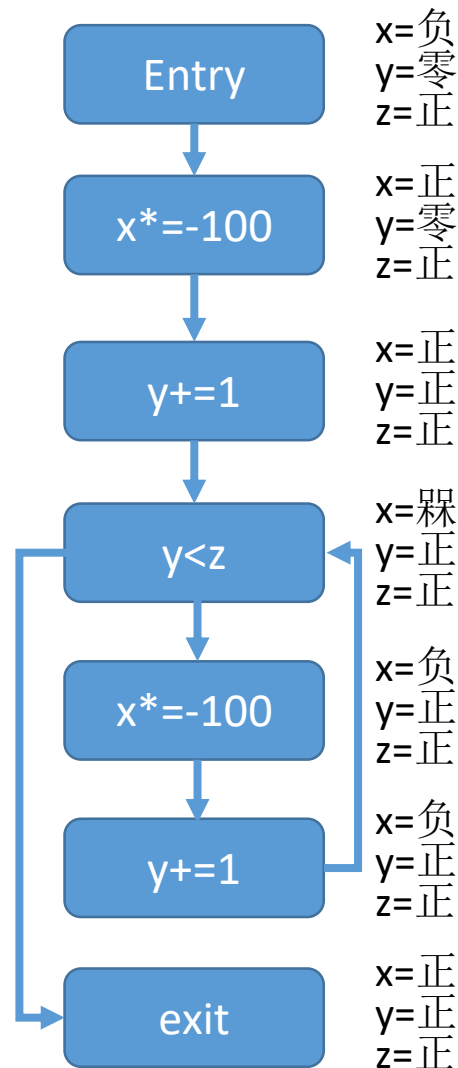 Entry
x=负
y=零
z=正
x*=-100
x=正
y=零
z=正
y+=1
x=正
y=正
z=正
y<z
x=槑
y=正
z=正
x*=-100
x=负
y=正
z=正
y+=1
x=负
y=正
z=正
exit
x=正
y=正
z=正